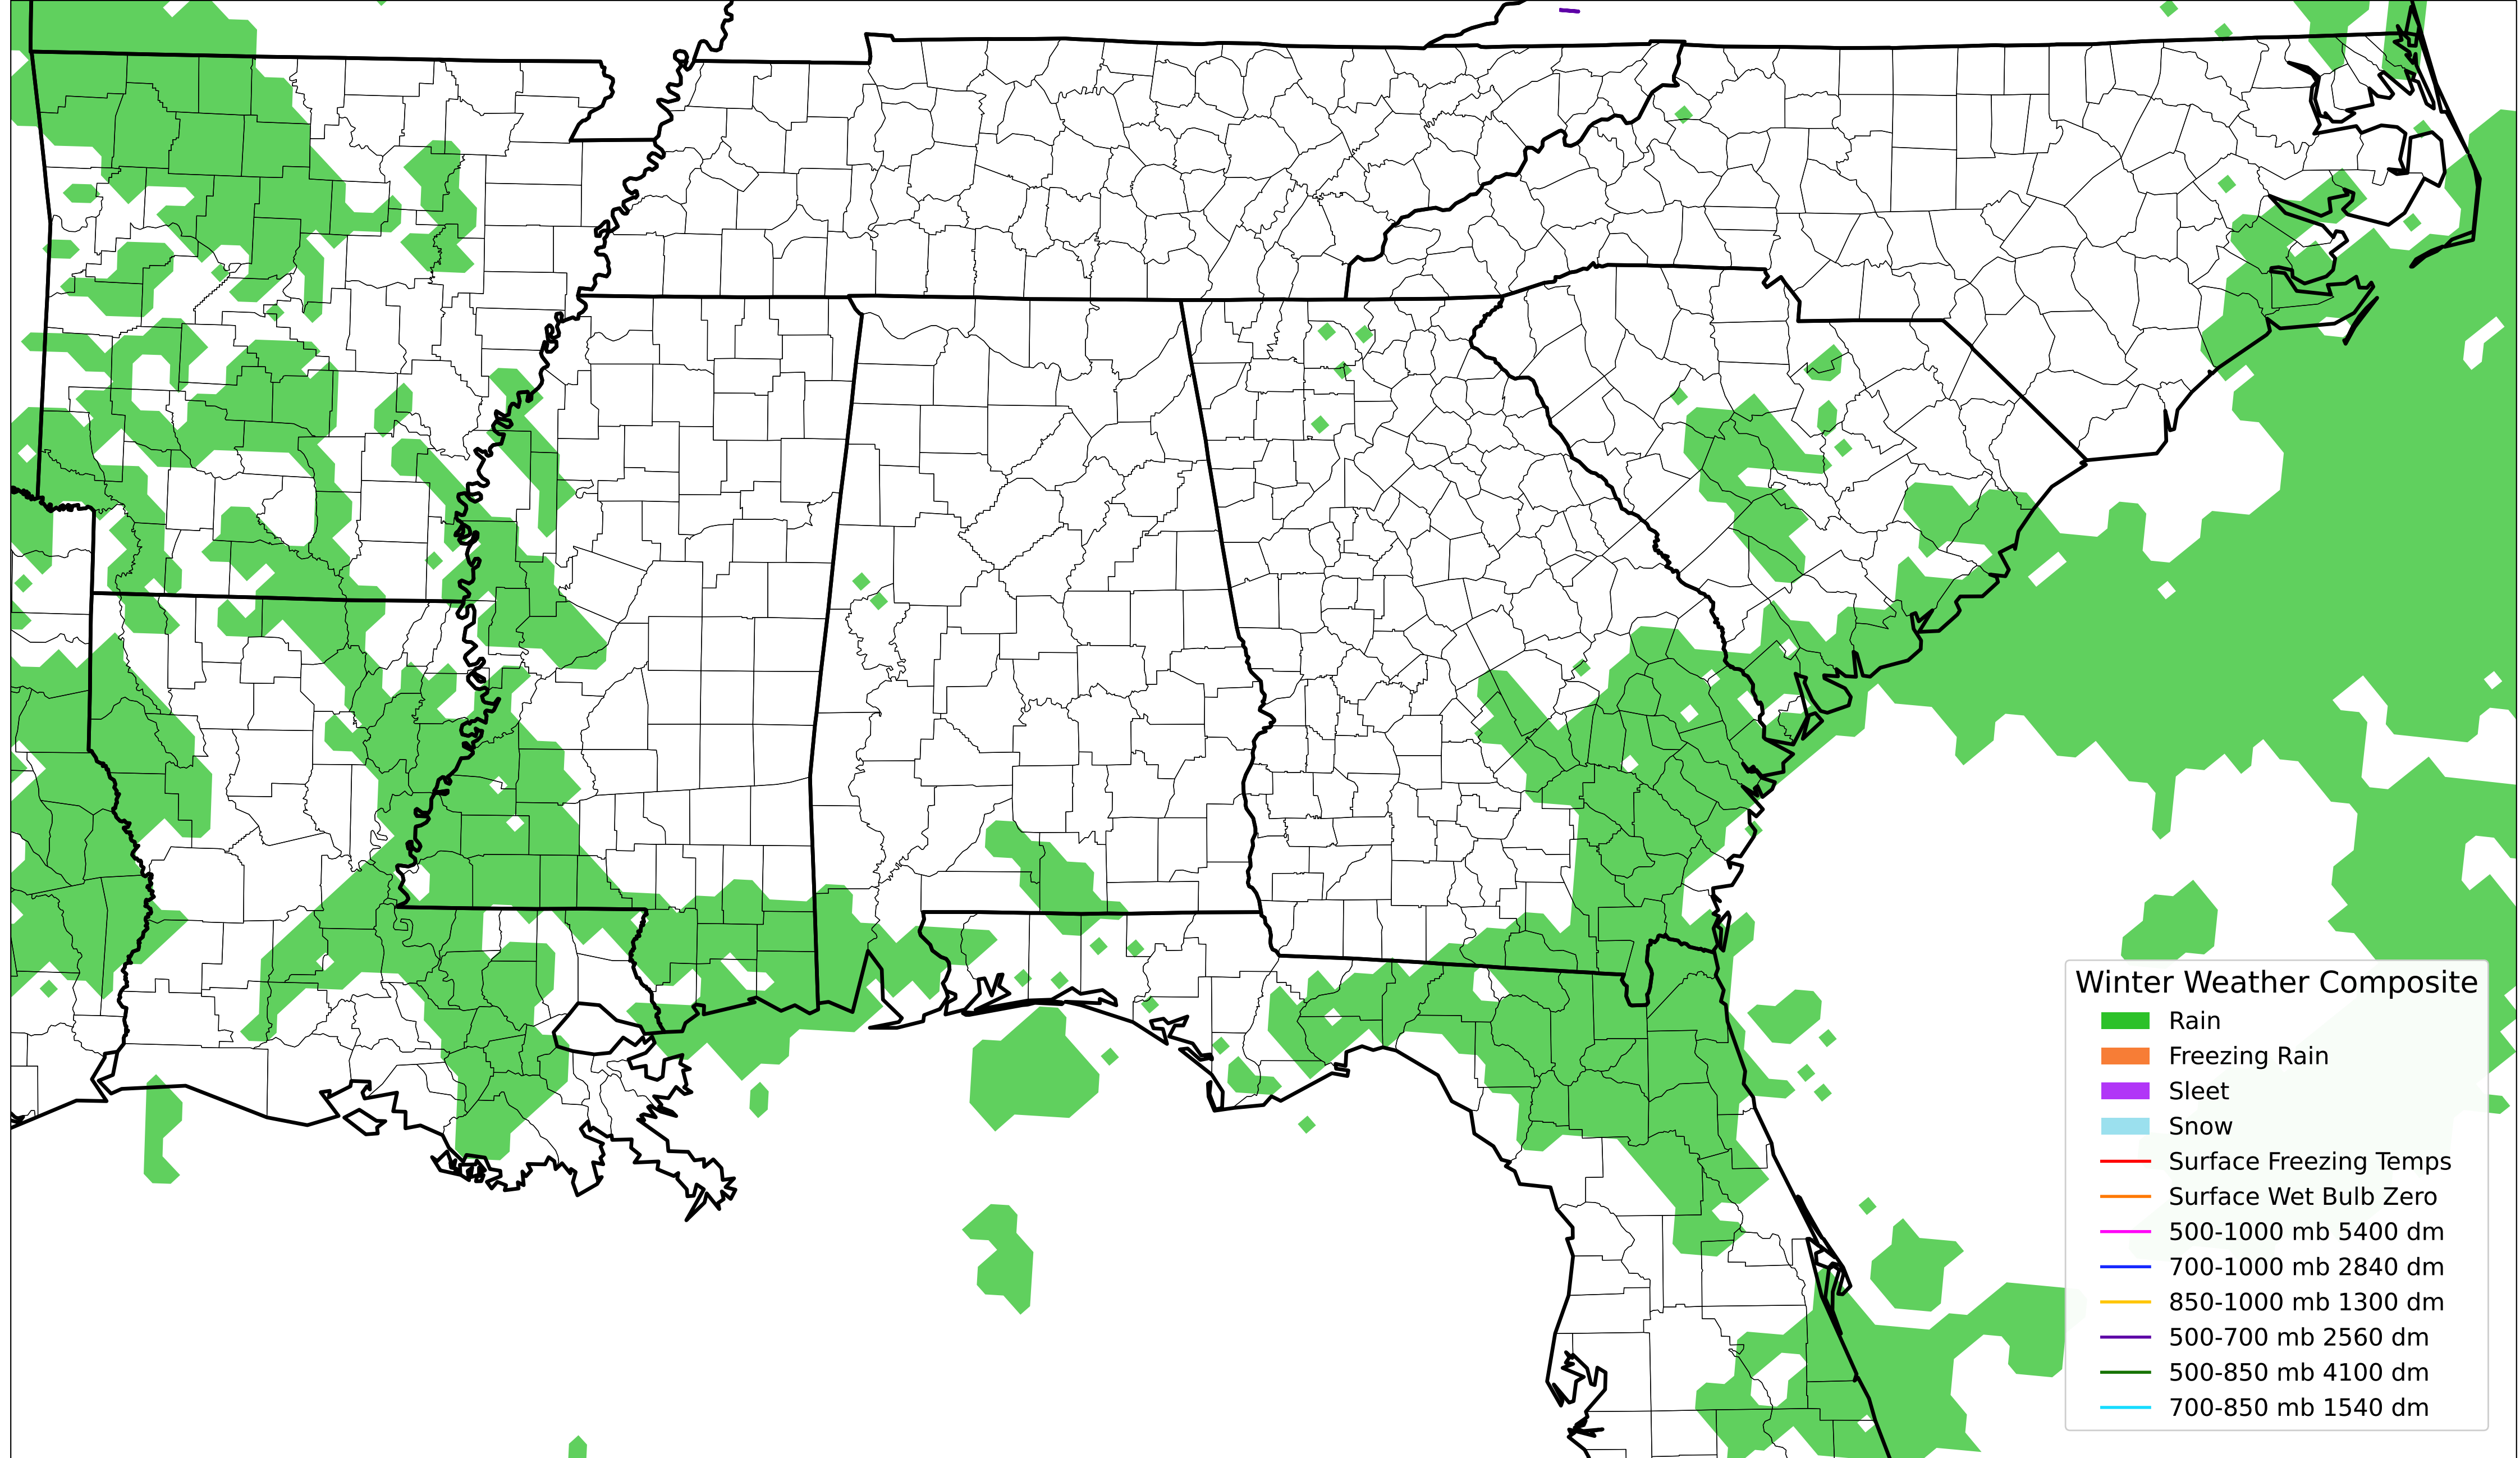 Winter Weather Composite
Rain
Freezing Rain
Sleet
Snow
Surface Freezing Temps
Surface Wet Bulb Zero
500-1000 mb 5400 dm
700-1000 mb 2840 dm
850-1000 mb 1300 dm
500-700 mb 2560 dm
500-850 mb 4100 dm
700-850 mb 1540 dm